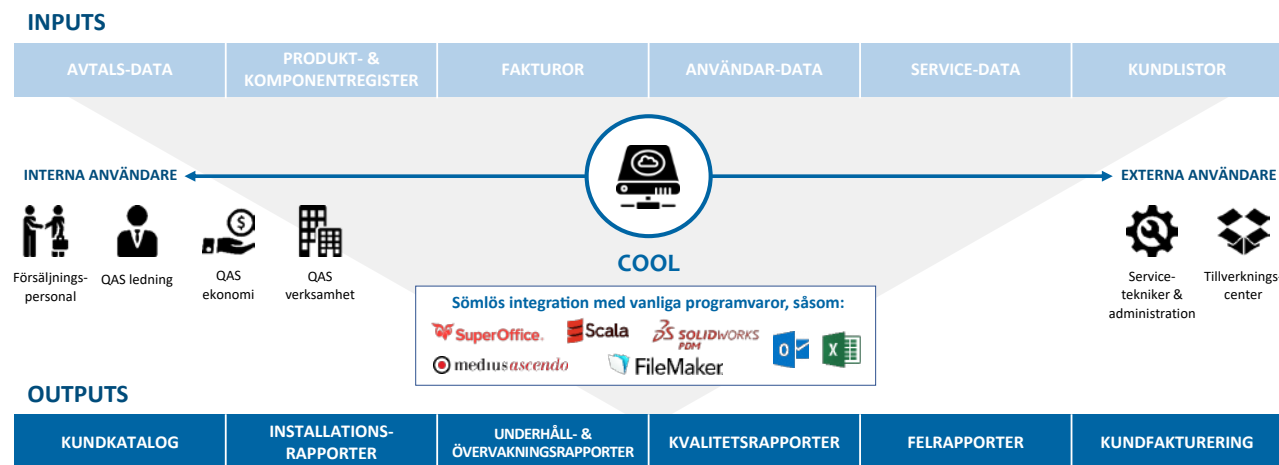 INPUTS
AVTALS-DATA
PRODUKT- &
KOMPONENTREGISTER
FAKTUROR
ANVÄNDAR-DATA
SERVICE-DATA
KUNDLISTOR
INTERNA ANVÄNDARE
EXTERNA ANVÄNDARE
$
Försäljnings-
personal
QAS ledning
QAS
ekonomi
QAS
verksamhet
COOL
Service-
tekniker &
administration
Tillverknings-
center
Sömlös integration med vanliga programvaror, såsom:
SuperOffice.
Scala
3S SOLIDWORKS
PDM
O
X
mediusascendo
FileMaker
OUTPUTS
KUNDKATALOG
INSTALLATIONS-
RAPPORTER
UNDERHÅLL- &
ÖVERVAKNINGSRAPPORTER
KVALITETSRAPPORTER
FELRAPPORTER
KUNDFAKTURERING